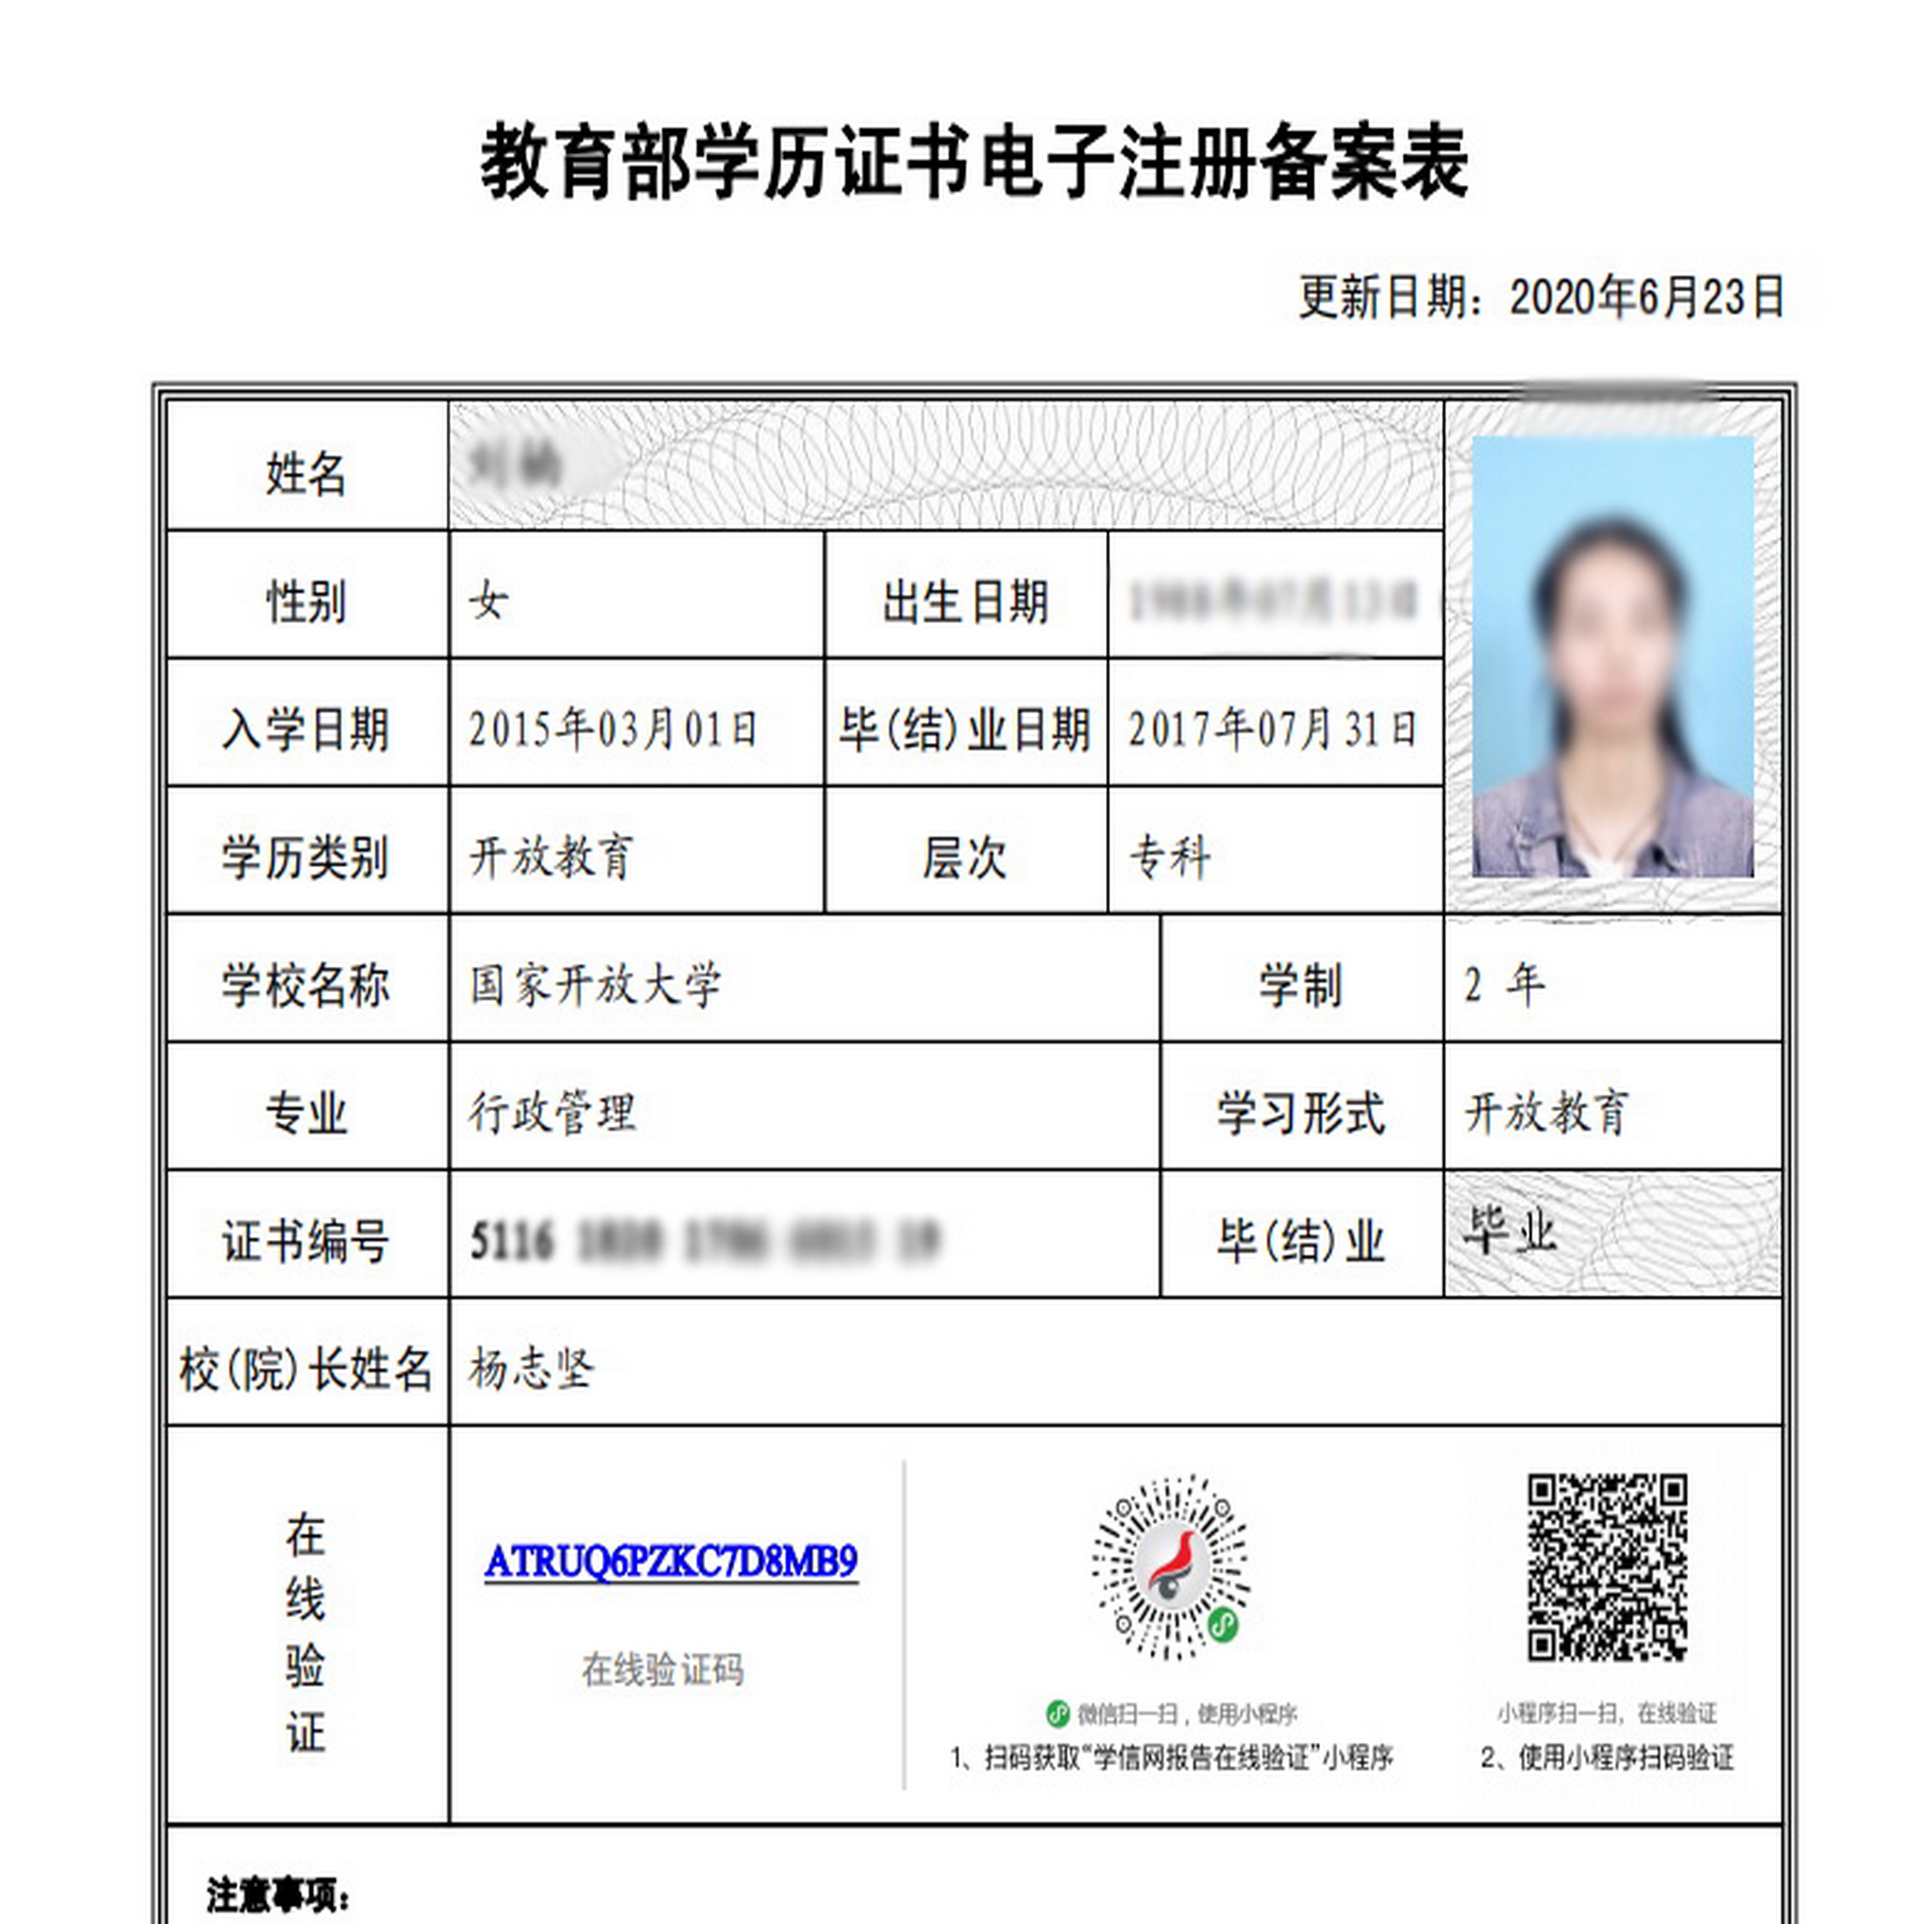 教育部学历证书电子注册备案表
更新日期：2020年6月23日
姓名
性别 女 出生日期
入学日期 2015年03月01日 毕(结)业日期 2017年07月31日
学历类别 开放教育 层次 专科
学校名称 国家开放大学 学制 2 年
专业 行政管理 学习形式 开放教育
证书编号 5116 毕(结)业 毕业
校(院)长姓名 杨志坚
在线验证
ATRUQ6PZKC7D8MB9
在线验证码
微信扫一扫，使用小程序
1、扫码获取“学信网报告在线验证”小程序
小程序扫一扫，在线验证
2、使用小程序扫码验证
注意事项：